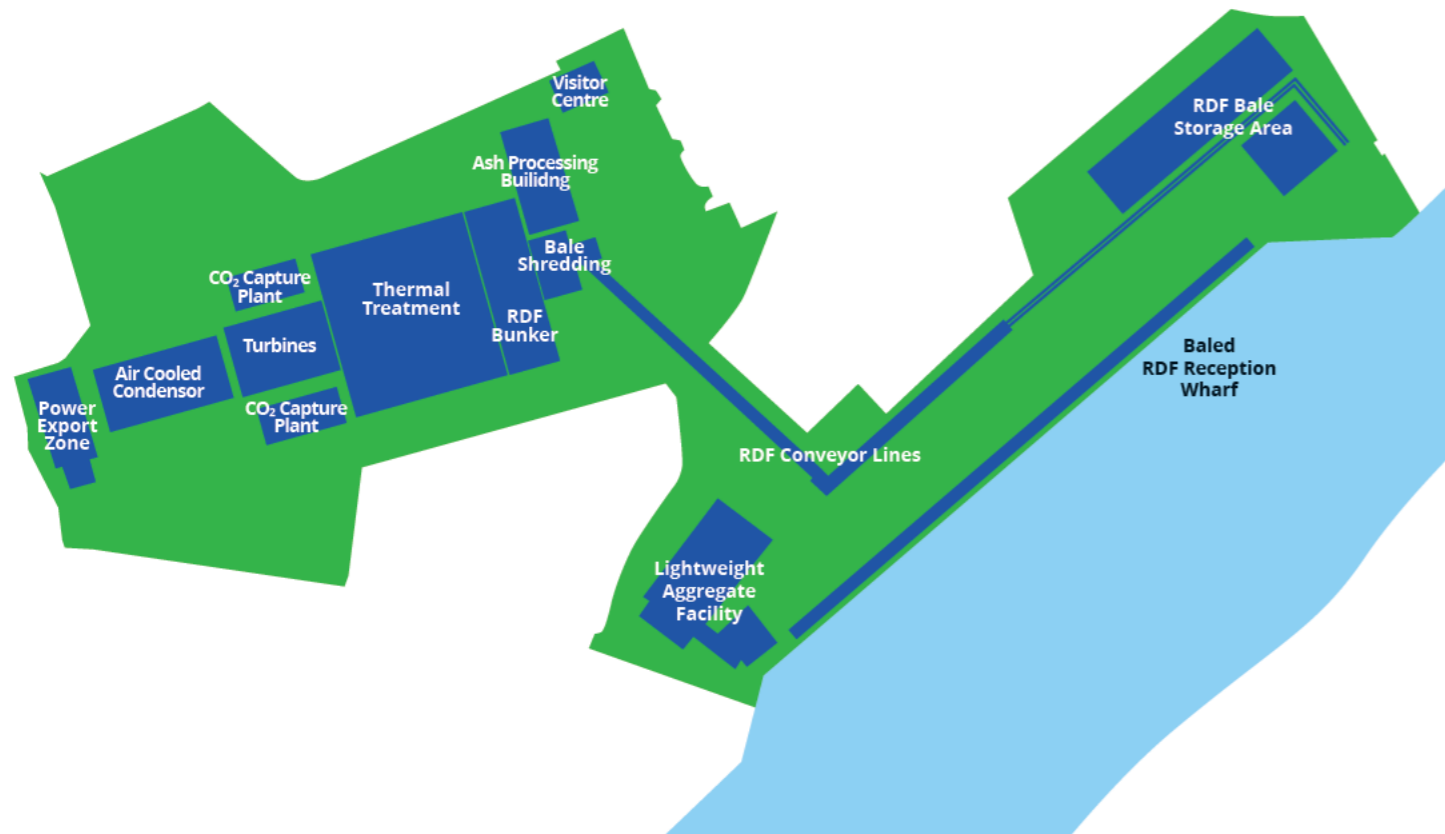 Visitor
Centre
RDF Bale
Storage Area
Ash Processing
Builidng
Bale
Shredding
CO₂ Capture
Plant
Thermal
Treatment
RDF
Bunker
Turbines
Air Cooled
Condensor
Power
Export
Zone
CO₂ Capture
Plant
Baled
RDF Reception
Wharf
RDF Conveyor Lines
Lightweight
Aggregate
Facility